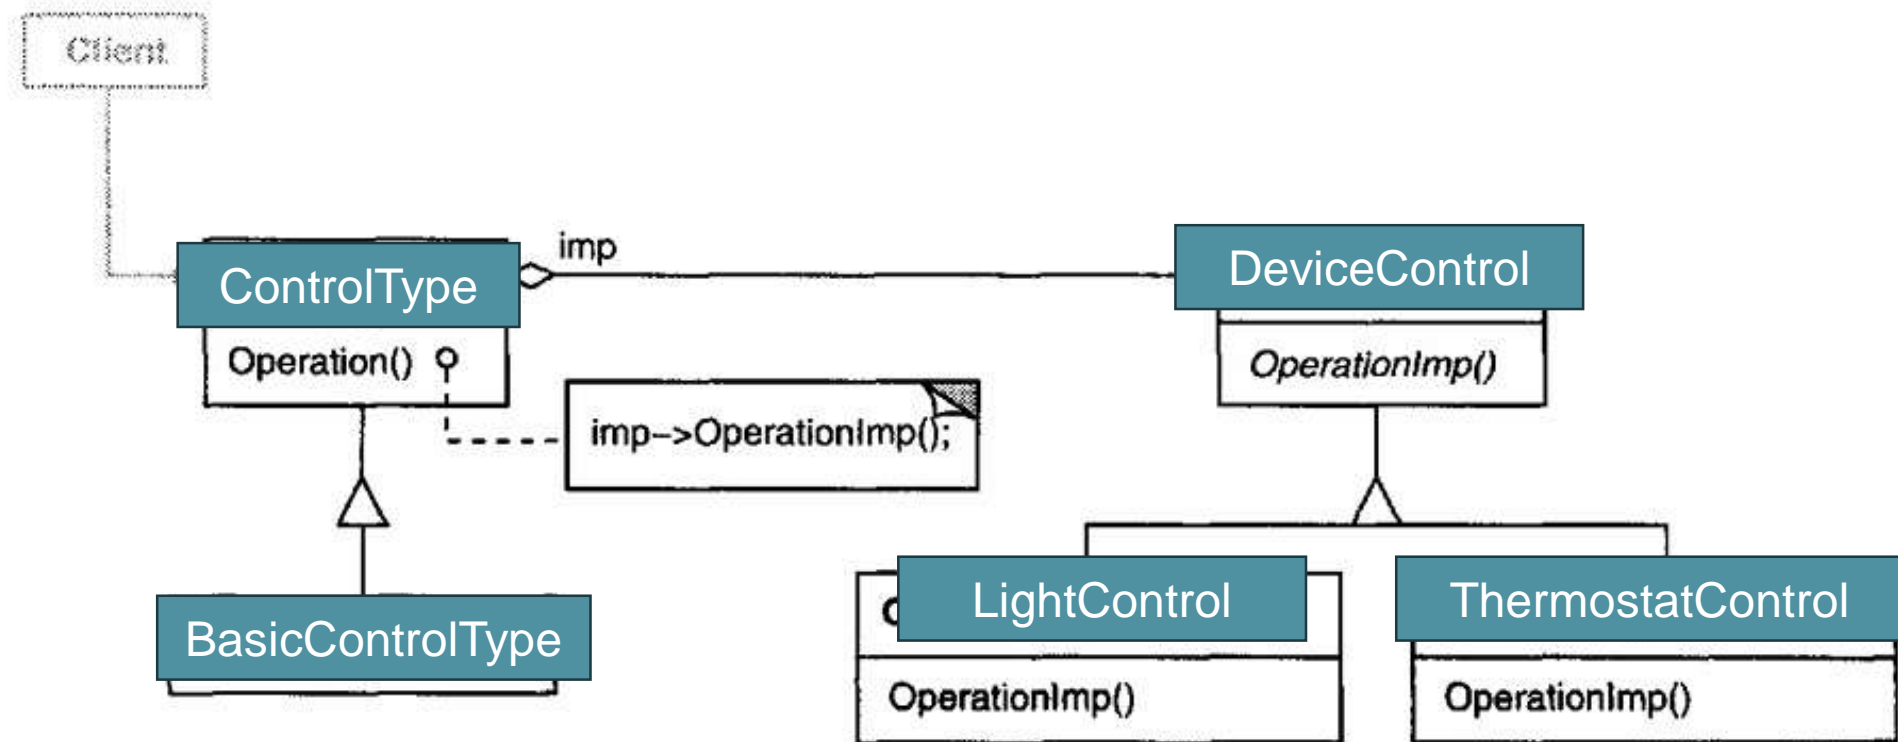 Client
imp
ControlType
DeviceControl
Operation()
OperationImp()
imp->OperationImp();
BasicControlType
LightControl
ThermostatControl
OperationImp()
OperationImp()